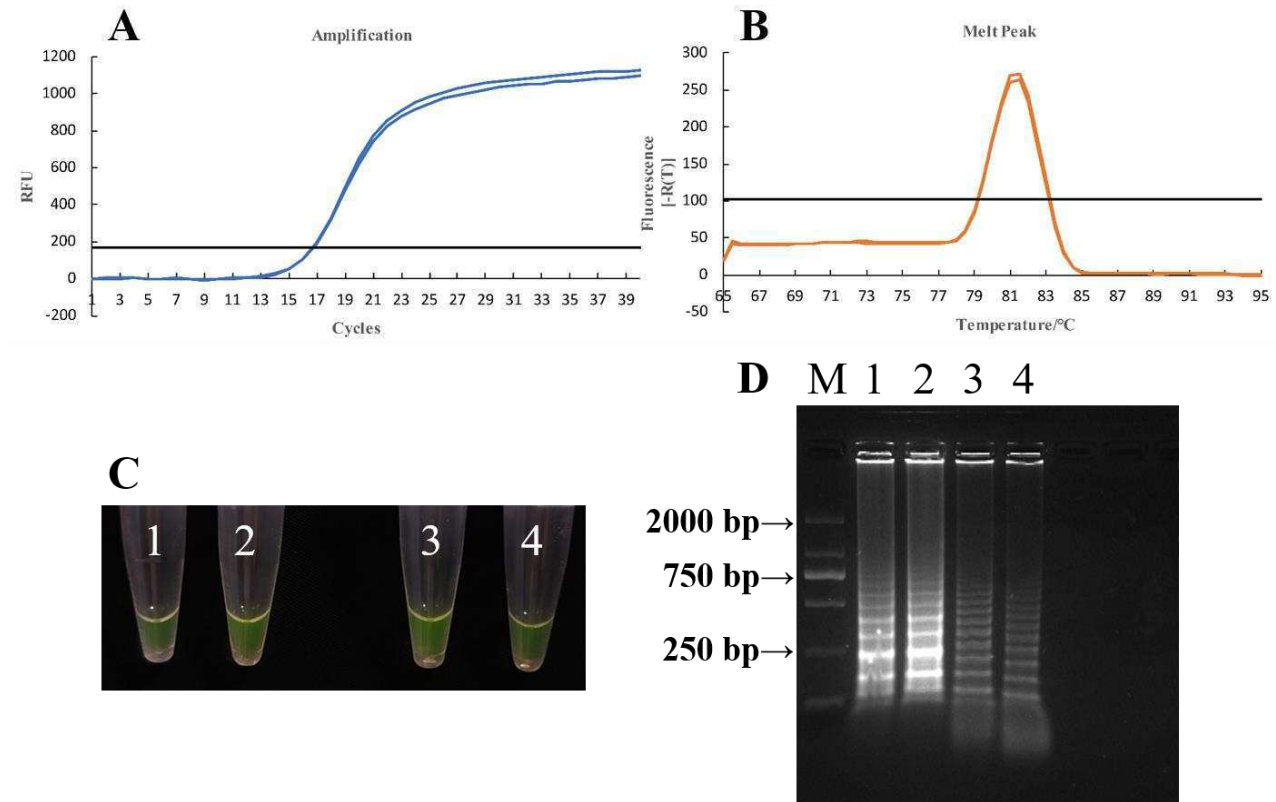 A
Amplification
1200
1000
800
600
400
200
0
-200
RFU
1 3 5 7 9 11 13 15 17 19 21 23 25 27 29 31 33 35 37 39
Cycles
B
Melt Peak
300
250
200
150
100
50
0
-50
Fluorescence
[-R(T)]
65 67 69 71 73 75 77 79 81 83 85 87 89 91 93 95
Temperature/°C
C
1 2 3 4
D M 1 2 3 4
2000 bp→
750 bp→
250 bp→